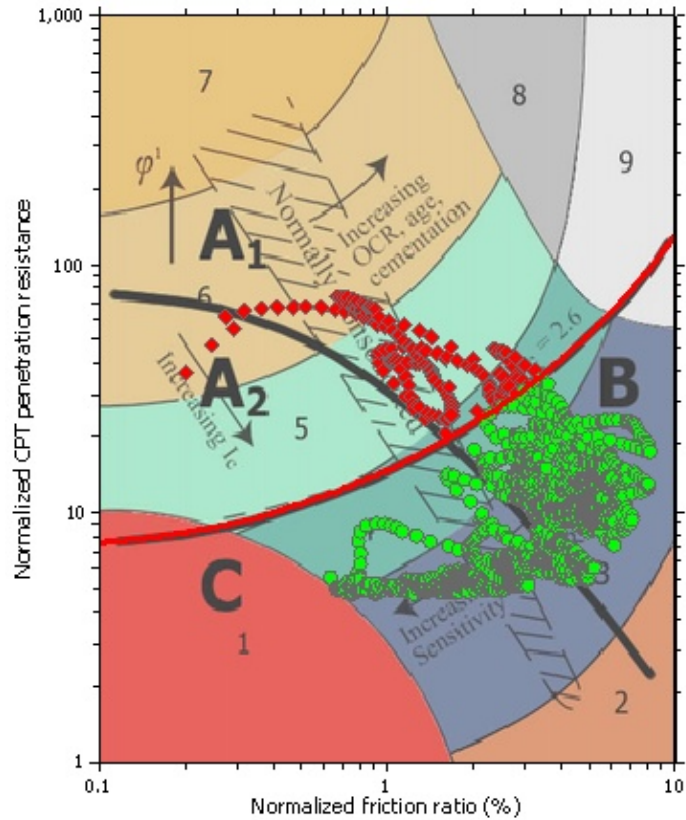 1,000
7
8
9
φ'
Increasing
OCR, age,
cementation
Normally
A1
100
6
= 2.6
A2
B
Increasing Ic
5
Normalized CPT penetration resistance
10
C
3
Sensitivity
1
2
1
0.1
1
10
Normalized friction ratio (%)